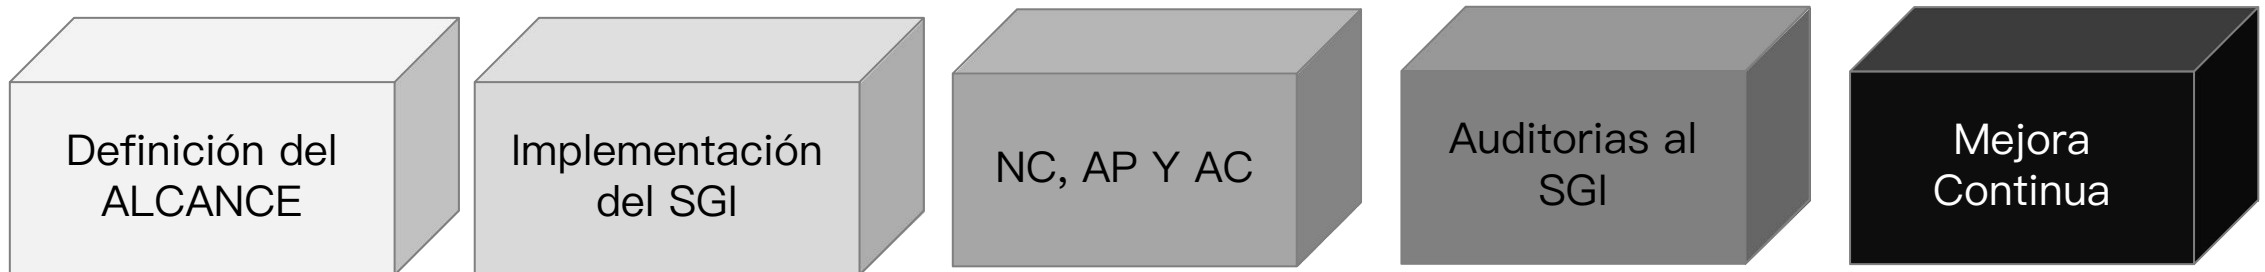 Definición del
ALCANCE
Implementación
del SGI
NC, AP Y AC
Auditorias al
SGI
Mejora
Continua